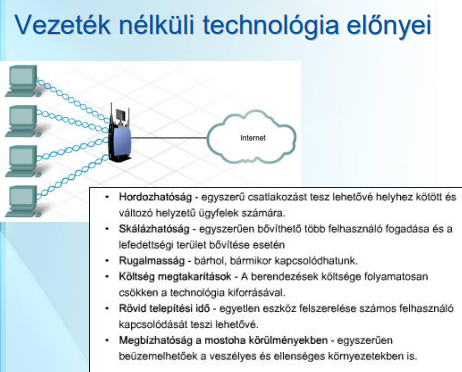 Vezeték nélküli technológia előnyei
Internet
• Hordozhatóság - egyszerű csatlakozást tesz lehetővé helyhez kötött és
változó helyzetű ügyfelek számára.
• Skálázhatóság - egyszerűen bővíthető több felhasználó fogadása és a
lefedettségi terület bővítése esetén
• Rugalmasság - bárhol, bármikor kapcsolódhatunk.
• Költség megtakarítások - A berendezések költsége folyamatosan
csökken a technológia kiforrásával.
• Rövid telepítési idő - egyetlen eszköz felszerelése számos felhasználó
kapcsolódását teszi lehetővé.
• Megbízhatóság a mostoha körülményekben - egyszerűen
beüzemelhetőek a veszélyes és ellenséges környezetekben is.